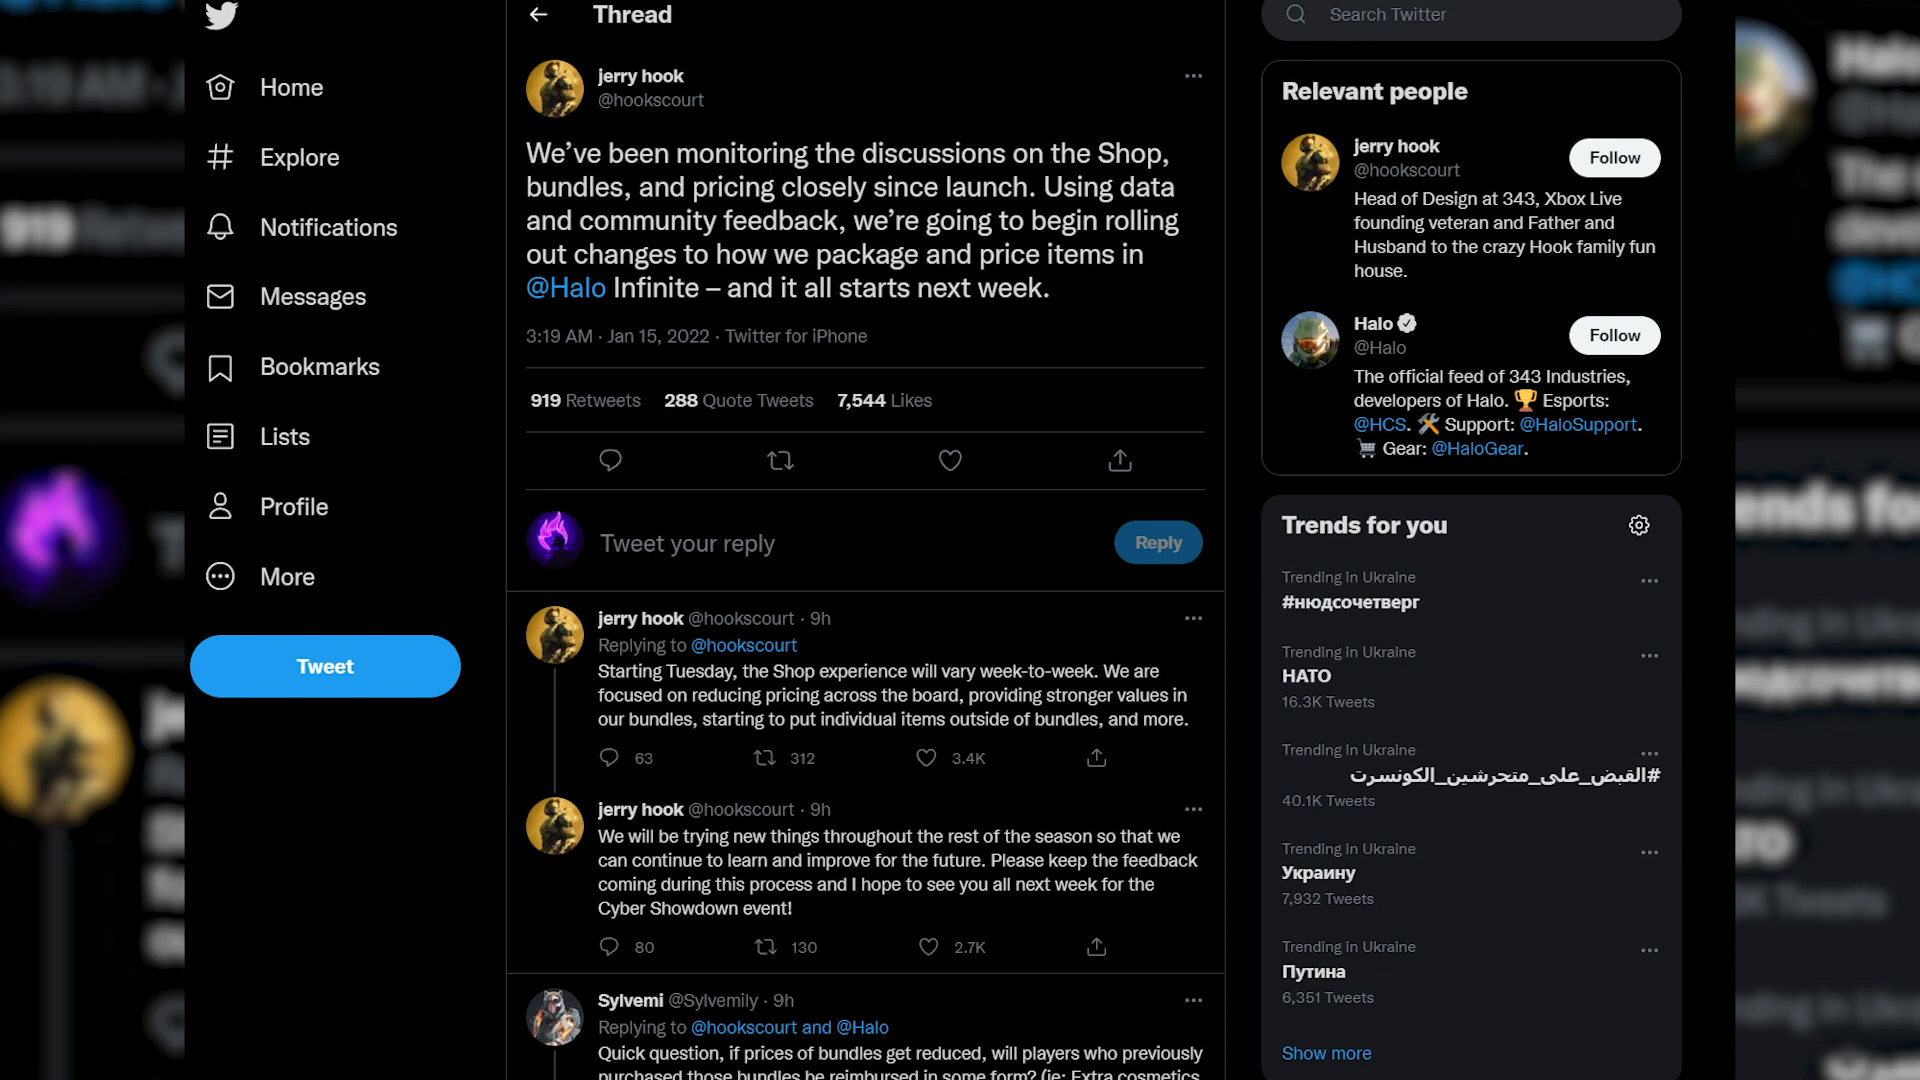 Home
Explore
Notifications
Messages
Bookmarks
Lists
Profile
More
Tweet
Thread
jerry hook
@hookscourt
We've been monitoring the discussions on the Shop,
bundles, and pricing closely since launch. Using data
and community feedback, we're going to begin rolling
out changes to how we package and price items in
@Halo Infinite – and it all starts next week.
3:19 AM · Jan 15, 2022 · Twitter for iPhone
919 Retweets 288 Quote Tweets 7,544 Likes
Tweet your reply
Reply
jerry hook @hookscourt · 9h
Replying to @hookscourt
Starting Tuesday, the Shop experience will vary week-to-week. We are
focused on reducing pricing across the board, providing stronger values in
our bundles, starting to put individual items outside of bundles, and more.
63 312 3.4K
jerry hook @hookscourt · 9h
We will be trying new things throughout the rest of the season so that we
can continue to learn and improve for the future. Please keep the feedback
coming during this process and I hope to see you all next week for the
Cyber Showdown event!
80 130 2.7K
Sylvemi @Sylvemily · 9h
Replying to @hookscourt and @Halo
Quick question, if prices of bundles get reduced, will players who previously
purchased those bundles be reimbursed in some form? (ie: Extra cosmetics
Search Twitter
Relevant people
jerry hook
@hookscourt
Follow
Head of Design at 343, Xbox Live
founding veteran and Father and
Husband to the crazy Hook family fun
house.
Halo
@Halo
Follow
The official feed of 343 Industries,
developers of Halo. 🏆 Esports:
@HCS. 🛠 Support: @HaloSupport.
🛒 Gear: @HaloGear.
Trends for you
Trending in Ukraine
#нюдсочетверг
Trending in Ukraine
НАТО
16.3K Tweets
Trending in Ukraine
#القبض_على_متحرشين_الكونسرت
40.1K Tweets
Trending in Ukraine
Украину
7,932 Tweets
Trending in Ukraine
Путина
6,351 Tweets
Show more